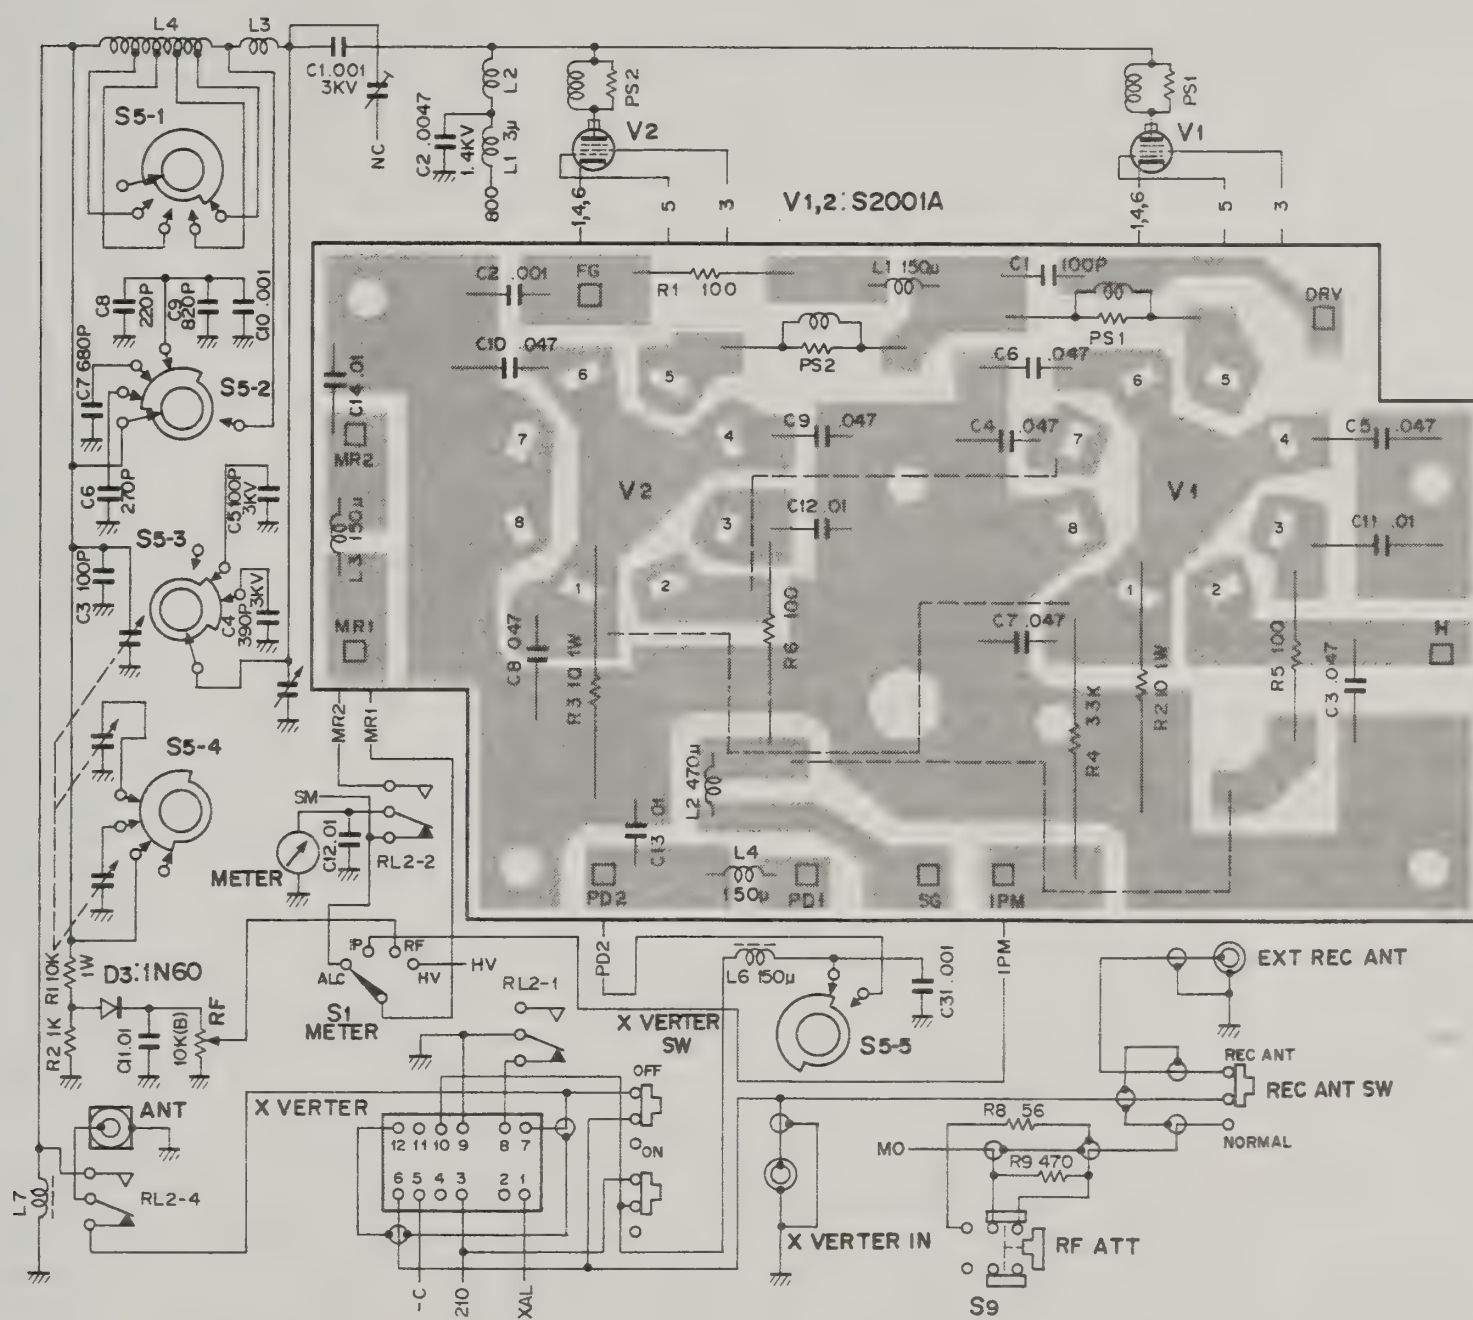 L4
L3
C1 .001
3KV
NC
C2 .0047
1.4KV
L2
L1 3μ
800
PS2
V2
1,4,6
5
3
V1,2: S2001A
PS1
V1
1,4,6
5
3
S5-1
C8
220P
C9
820P
C10 .001
C7 680P
S5-2
C6
270P
C5 100P
3KV
S5-3
C3 100P
C4
390P
3KV
S5-4
C2 .001
FG
R1 100
L1 150μ
C1 100P
DRV
PS1
C10 .047
PS2
C6 .047
C14 .01
6
5
6
5
MR2
7
4
C9 .047
C4 .047
7
4
C5 .047
V2
V1
L3 150μ
8
3
C12 .01
8
3
C11 .01
1
2
1
2
MR1
C8 .047
R3 10 1W
R6 100
C7 .047
R4 33K
R2 10 1W
R5 100
C3 .047
H
L2 470μ
C13 .01
L4
150μ
PD2
PD1
SG
IPM
MR2
MR1
SM
METER
C12 .01
RL2-2
R1 10K
1W
D3:1N60
R2 1K
C11 .01
10K(B)
RF
ALC
IP
RF
HV
HV
S1
METER
RL2-1
PD2
L6 150μ
C31 .001
IPM
X VERTER
SW
S5-5
EXT REC ANT
REC ANT
REC ANT SW
NORMAL
ANT
X VERTER
OFF
ON
12 11 10 9 8 7
6 5 4 3 2 1
L7
RL2-4
-C
210
XAL
R8 56
MO
R9 470
X VERTER IN
RF ATT
S9